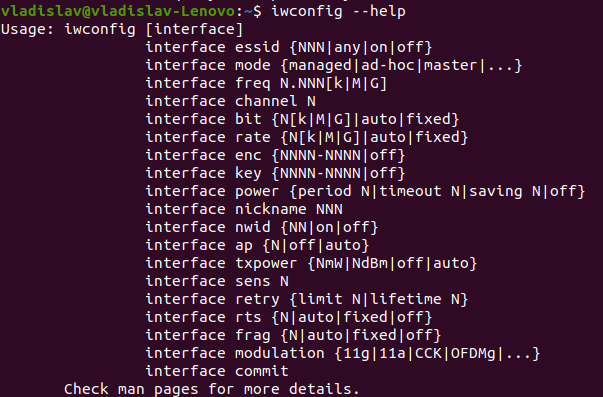 vladislav@vladislav-Lenovo:~$ iwconfig --help
Usage: iwconfig [interface]
                interface essid {NNN|any|on|off}
                interface mode {managed|ad-hoc|master|...}
                interface freq N.NNN[k|M|G]
                interface channel N
                interface bit {N[k|M|G]|auto|fixed}
                interface rate {N[k|M|G]|auto|fixed}
                interface enc {NNNN-NNNN|off}
                interface key {NNNN-NNNN|off}
                interface power {period N|timeout N|saving N|off}
                interface nickname NNN
                interface nwid {NN|on|off}
                interface ap {N|off|auto}
                interface txpower {NmW|NdBm|off|auto}
                interface sens N
                interface retry {limit N|lifetime N}
                interface rts {N|auto|fixed|off}
                interface frag {N|auto|fixed|off}
                interface modulation {11g|11a|CCK|OFDMg|...}
                interface commit
       Check man pages for more details.